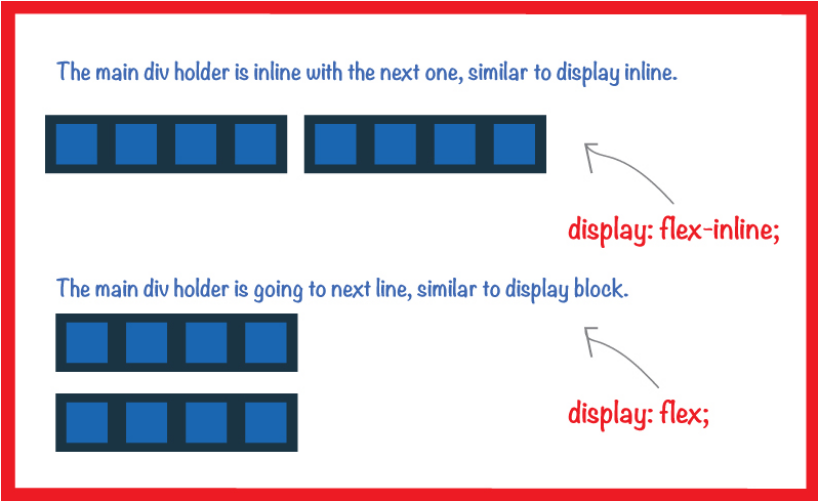 The main div holder is inline with the next one, similar to display inline.
display: flex-inline;
The main div holder is going to next line, similar to display block.
display: flex;